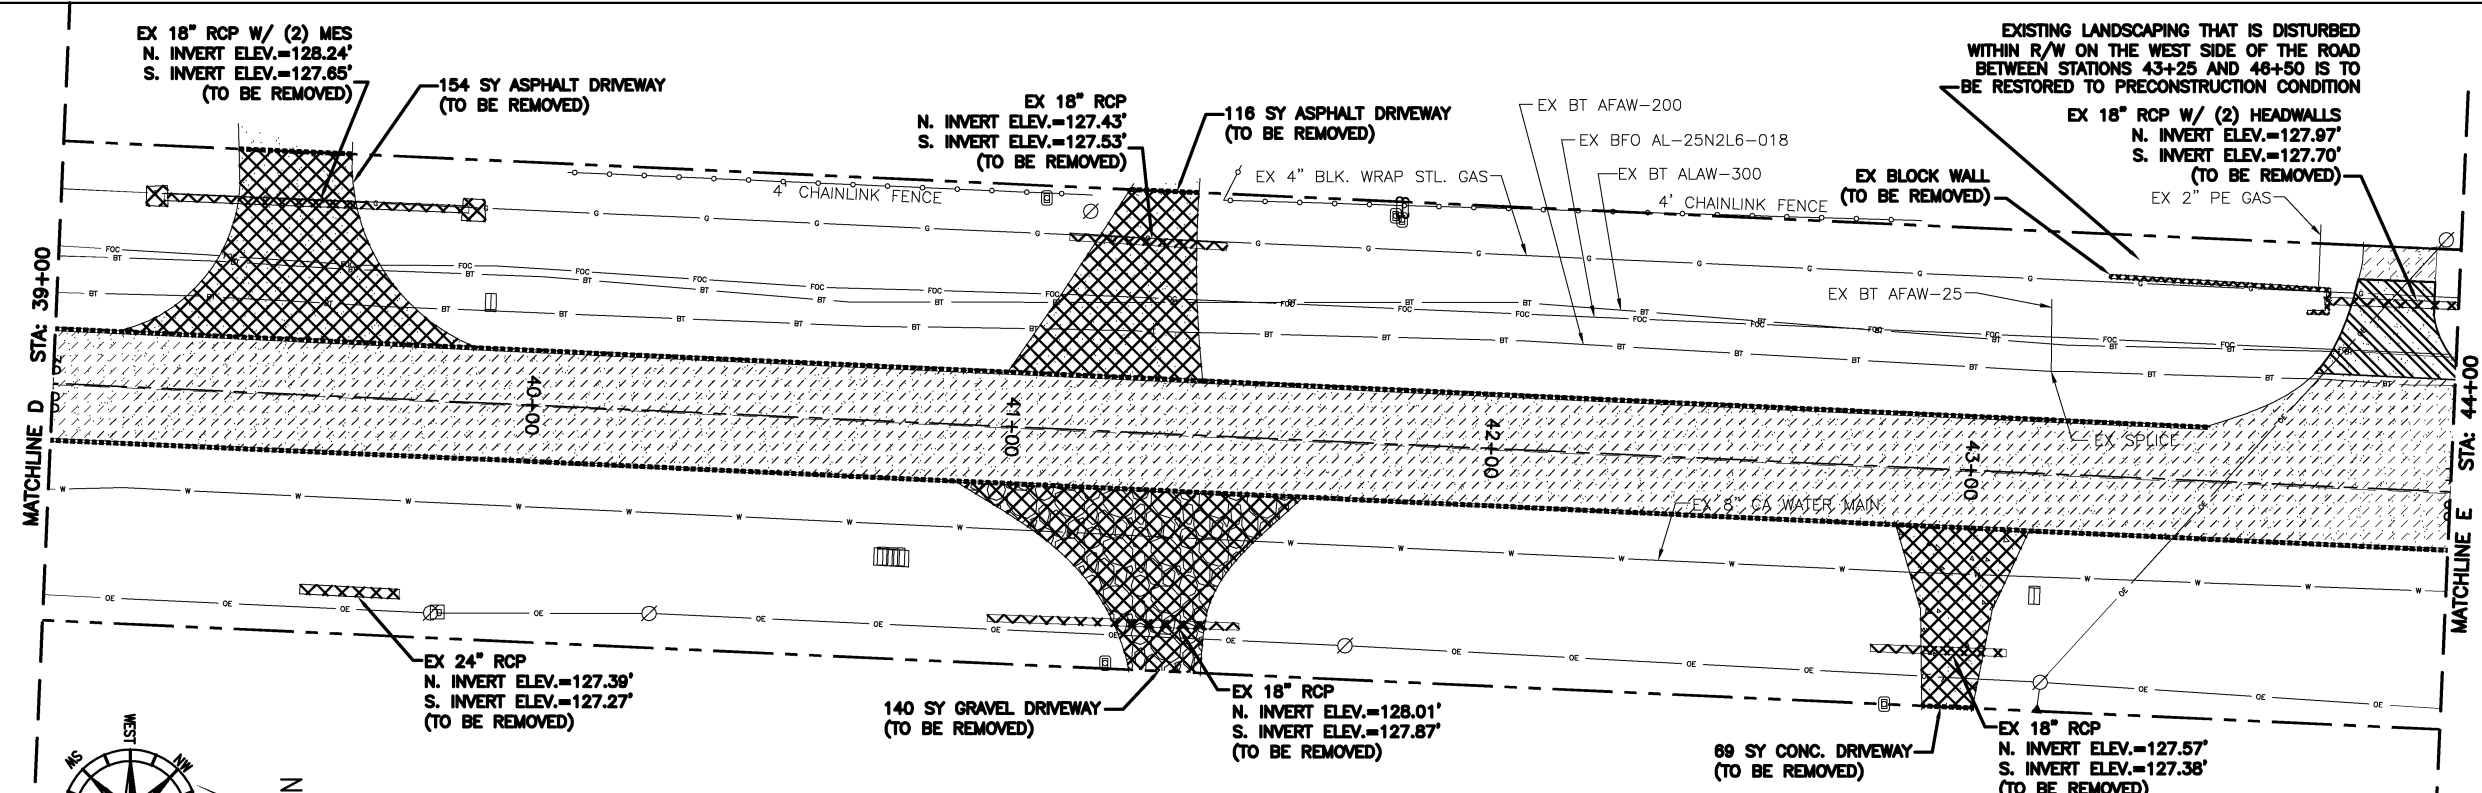 EX 18" RCP W/ (2) MES
N. INVERT ELEV.=128.24'
S. INVERT ELEV.=127.65'
(TO BE REMOVED)
154 SY ASPHALT DRIVEWAY
(TO BE REMOVED)
EX 18" RCP
N. INVERT ELEV.=127.43'
S. INVERT ELEV.=127.53'
(TO BE REMOVED)
116 SY ASPHALT DRIVEWAY
(TO BE REMOVED)
EX BT AFAW-200
EX BFO AL-25N2L6-018
EX BT ALAW-300
EX 4" BLK. WRAP STL. GAS
4' CHAINLINK FENCE
4' CHAINLINK FENCE
EXISTING LANDSCAPING THAT IS DISTURBED
WITHIN R/W ON THE WEST SIDE OF THE ROAD
BETWEEN STATIONS 43+25 AND 46+50 IS TO
BE RESTORED TO PRECONSTRUCTION CONDITION
EX 18" RCP W/ (2) HEADWALLS
N. INVERT ELEV.=127.97'
S. INVERT ELEV.=127.70'
(TO BE REMOVED)
EX BLOCK WALL
(TO BE REMOVED)
EX 2" PE GAS
EX BT AFAW-25
EX SPLICE
MATCHLINE D STA: 39+00
40+00
41+00
42+00
43+00
MATCHLINE E STA: 44+00
EX 8" CA WATER MAIN
EX 24" RCP
N. INVERT ELEV.=127.39'
S. INVERT ELEV.=127.27'
(TO BE REMOVED)
140 SY GRAVEL DRIVEWAY
(TO BE REMOVED)
EX 18" RCP
N. INVERT ELEV.=128.01'
S. INVERT ELEV.=127.87'
(TO BE REMOVED)
69 SY CONC. DRIVEWAY
(TO BE REMOVED)
EX 18" RCP
N. INVERT ELEV.=127.57'
S. INVERT ELEV.=127.38'
(TO BE REMOVED)
WEST
SW
NW
N